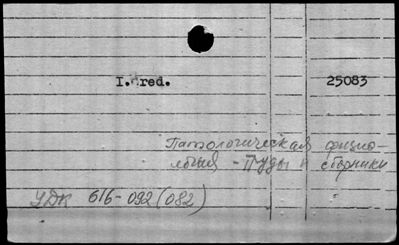 I. red. 25083
Патологическая физио-
логия - Труды и сборники
УДК 616-092(082)